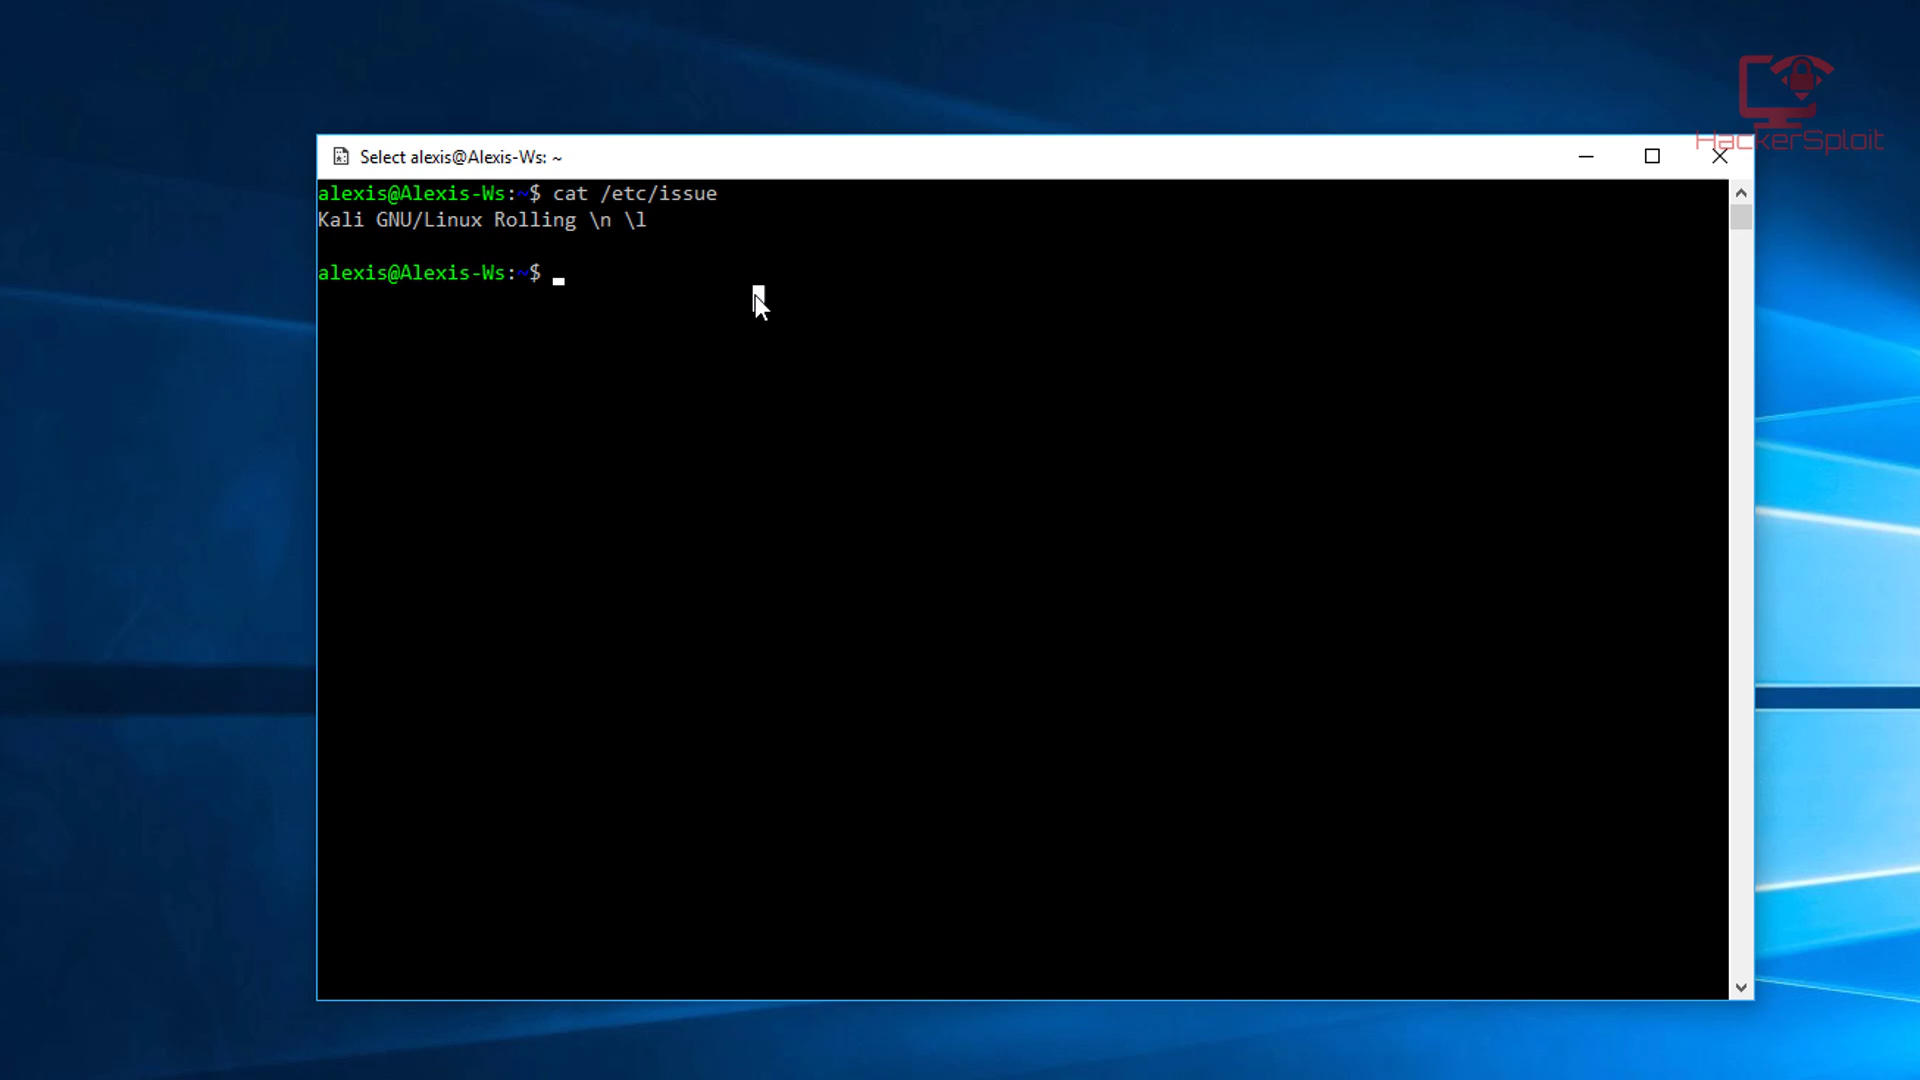 HackerSploit
Select alexis@Alexis-Ws: ~
alexis@Alexis-Ws:~$ cat /etc/issue
Kali GNU/Linux Rolling \n \l
alexis@Alexis-Ws:~$